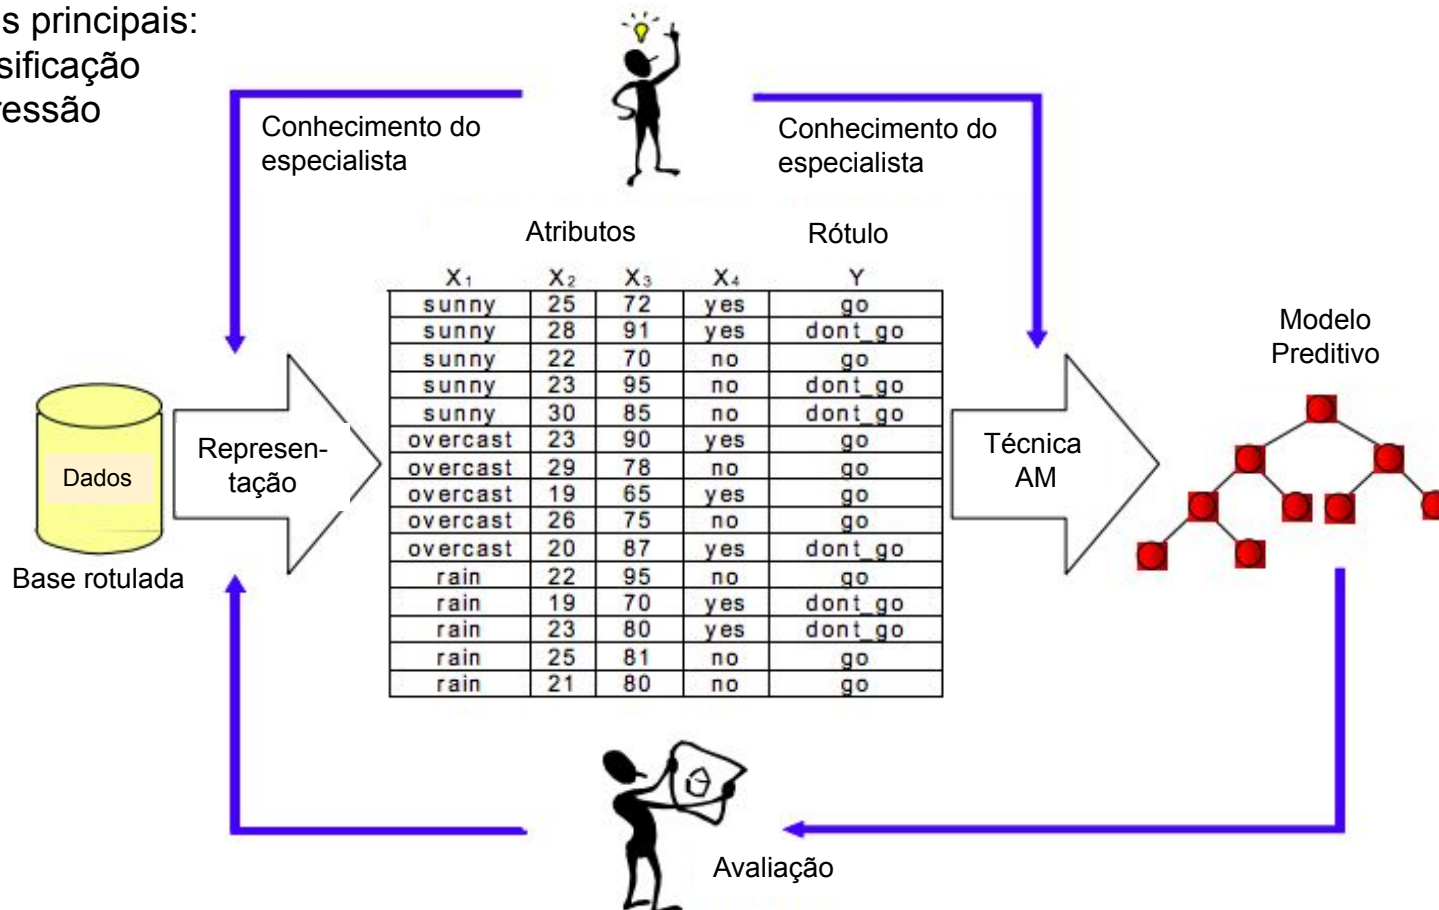 s principais:
sificação
ressão
Conhecimento do
especialista
Conhecimento do
especialista
Atributos Rótulo
X₁ X₂ X₃ X₄ Y
sunny 25 72 yes go
sunny 28 91 yes dont_go
sunny 22 70 no go
sunny 23 95 no dont_go
sunny 30 85 no dont_go
overcast 23 90 yes go
overcast 29 78 no go
overcast 19 65 yes go
overcast 26 75 no go
overcast 20 87 yes dont_go
rain 22 95 no go
rain 19 70 yes dont_go
rain 23 80 yes dont_go
rain 25 81 no go
rain 21 80 no go
Dados
Base rotulada
Represen-
tação
Técnica
AM
Modelo
Preditivo
Avaliação